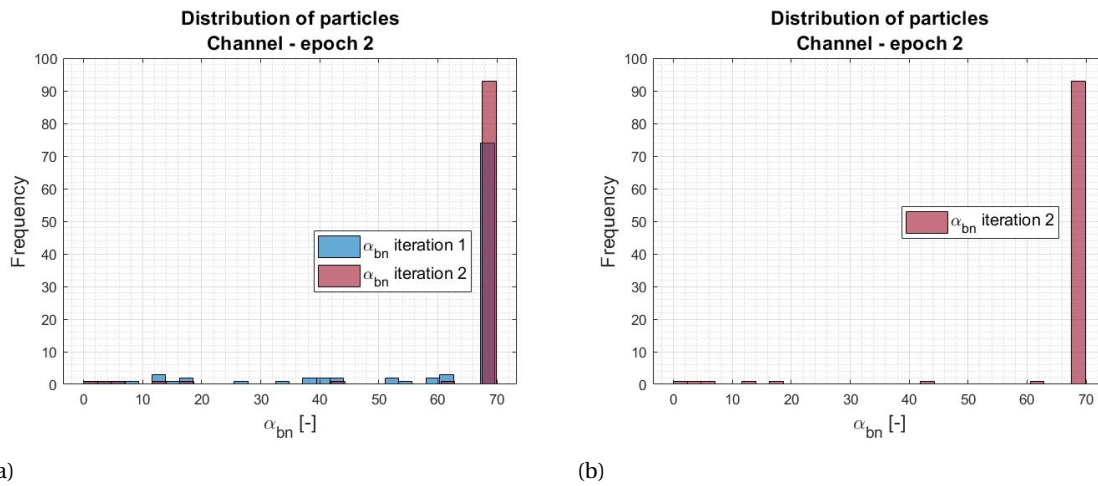 Distribution of particles
Channel - epoch 2
100
90
80
70
60
50
40
30
20
10
0
Frequency
α_bn iteration 1
α_bn iteration 2
0 10 20 30 40 50 60 70
α_bn [-]
a)
Distribution of particles
Channel - epoch 2
100
90
80
70
60
50
40
30
20
10
0
Frequency
α_bn iteration 2
0 10 20 30 40 50 60 70
α_bn [-]
(b)